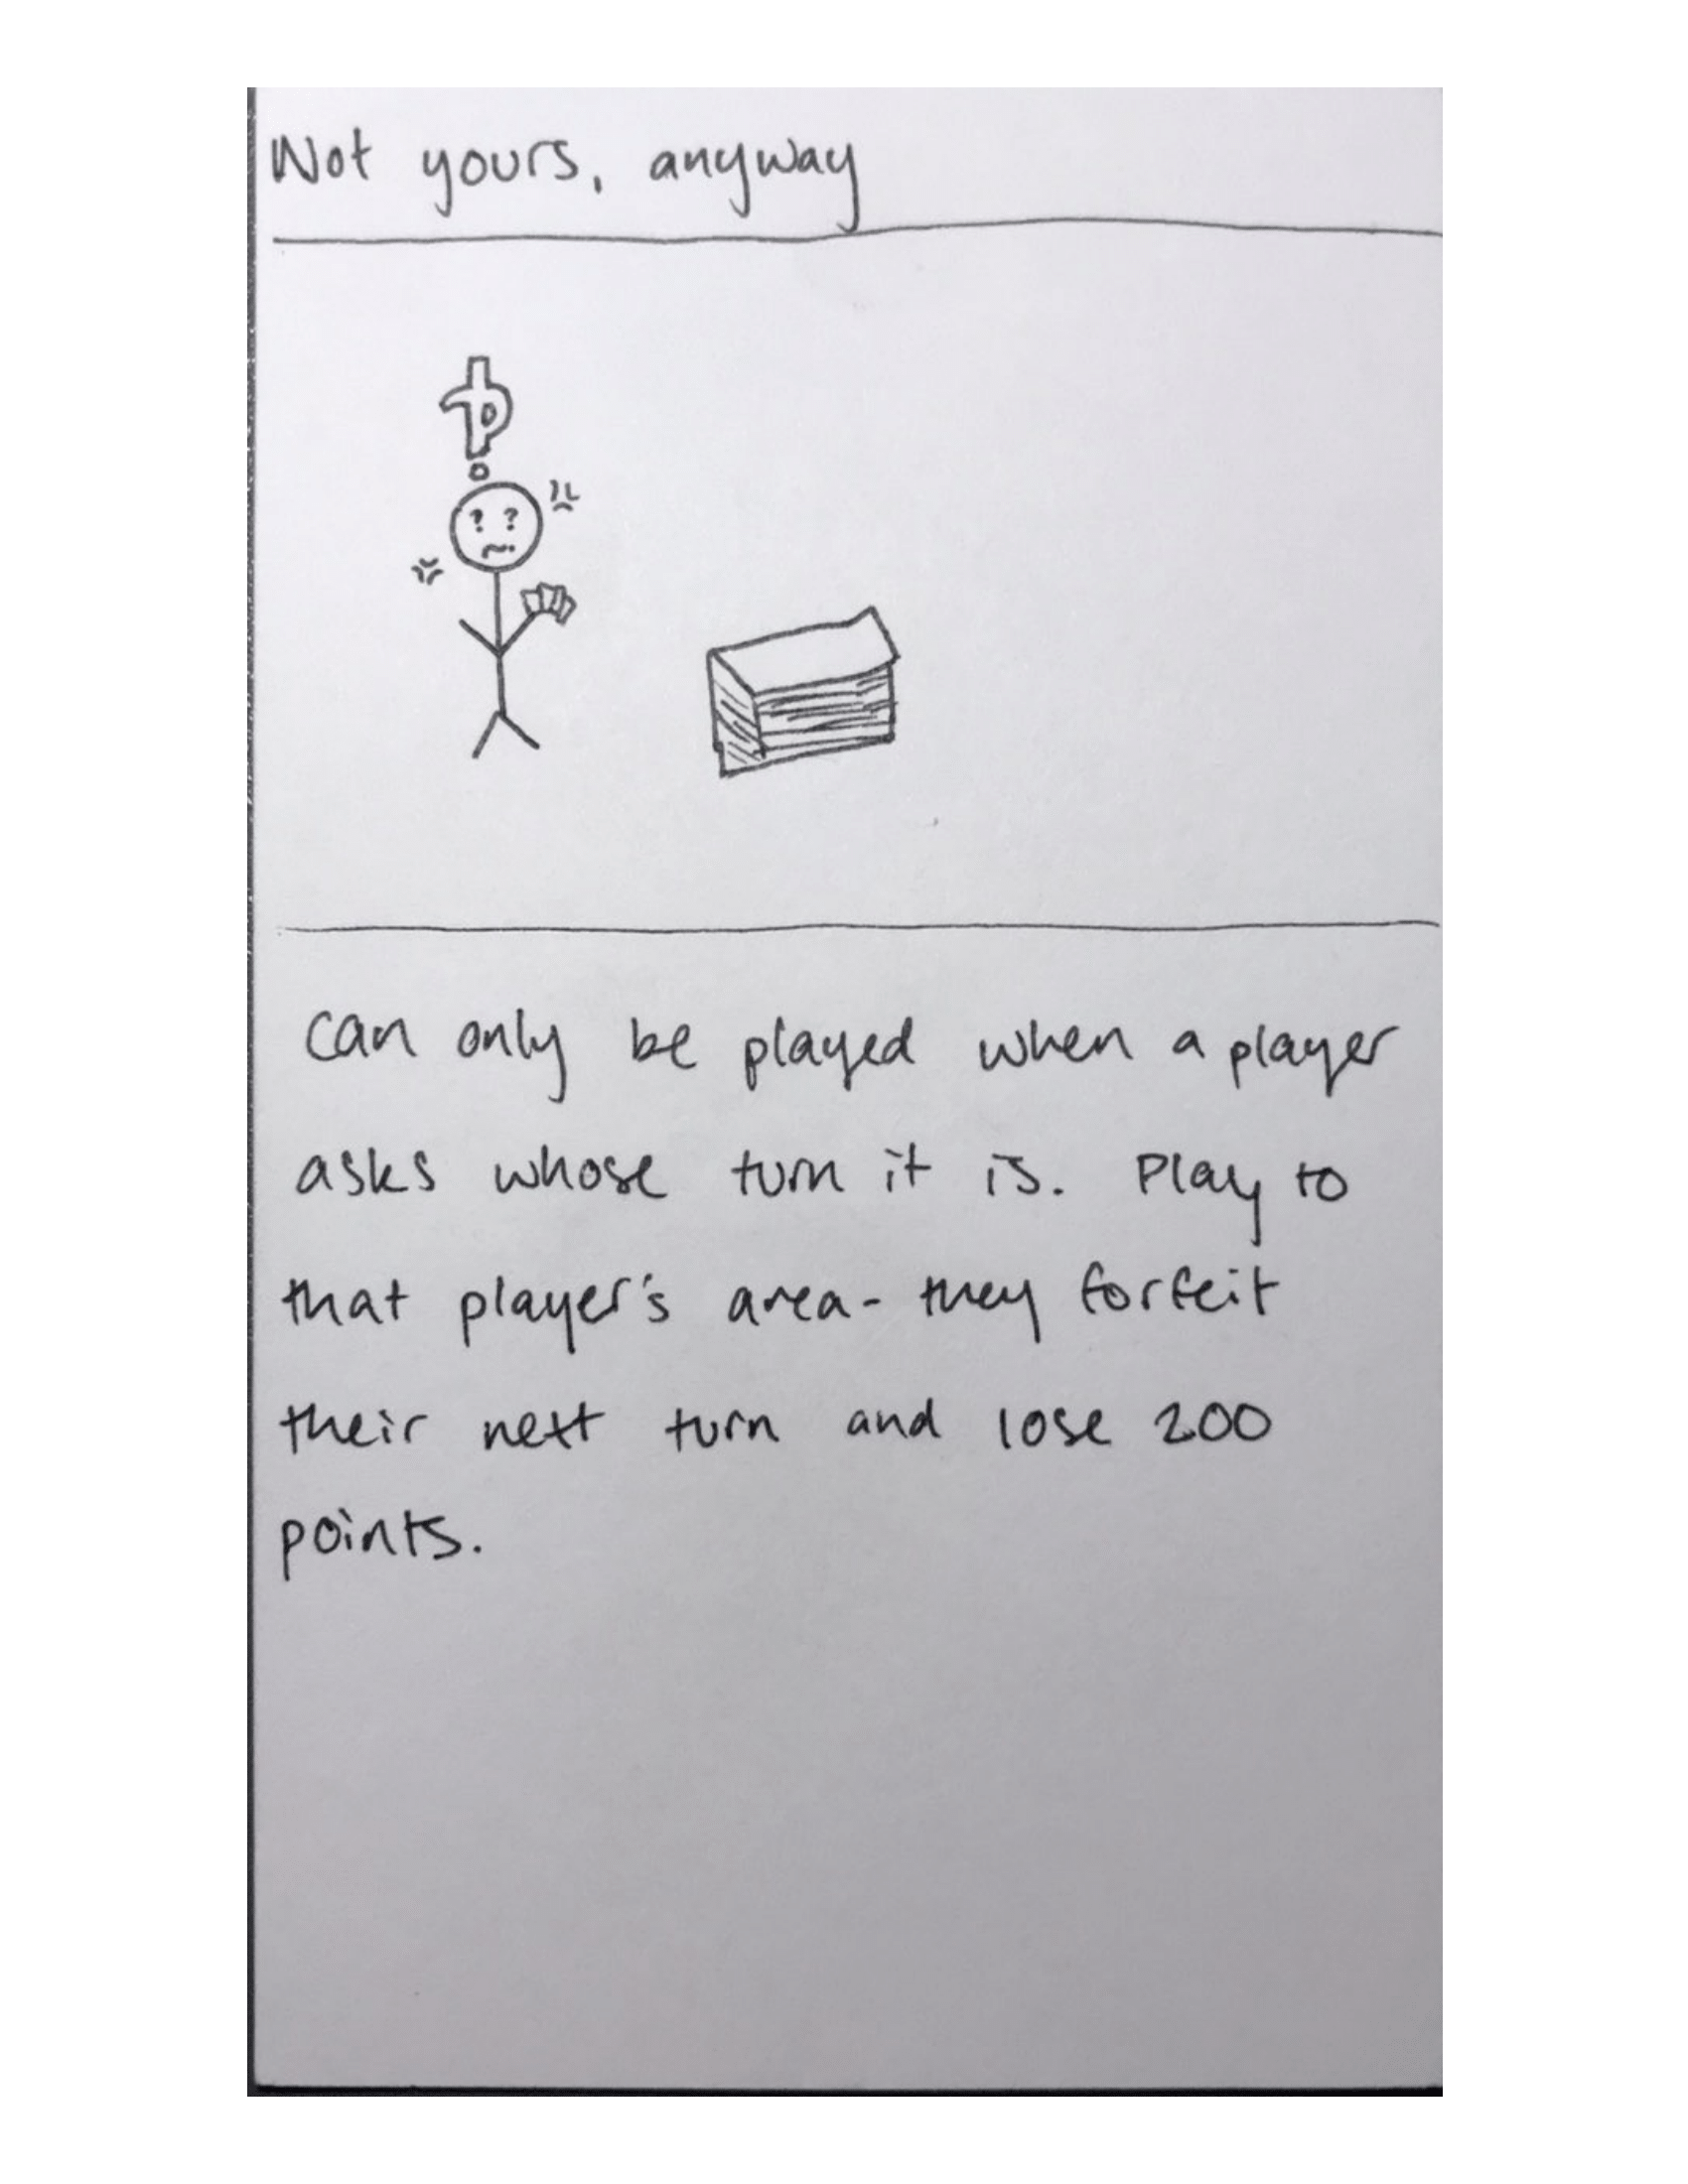 Not yours, anyway
? ?
can only be played when a player
asks whose turn it is. Play to
that player's area - they forfeit
their next turn and lose 200
points.